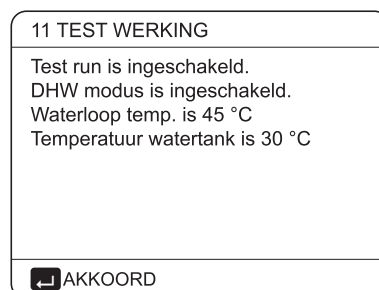 11 TEST WERKING
Test run is ingeschakeld.
DHW modus is ingeschakeld.
Waterloop temp. is 45 °C
Temperatuur watertank is 30 °C
AKKOORD